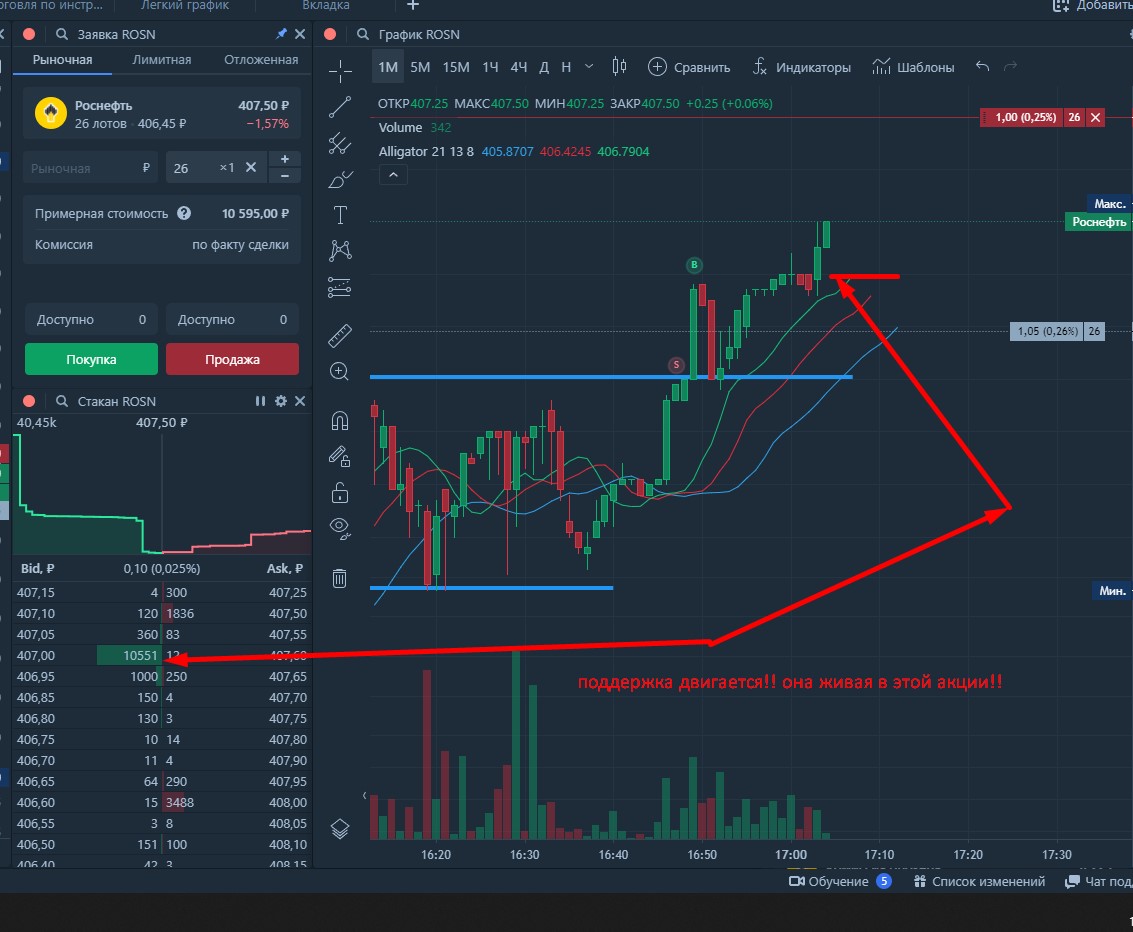 орговля по инстр...
Легкий график
Вкладка
Добавить
Заявка ROSN
Рыночная Лимитная Отложенная
Роснефть 407,50 ₽
26 лотов · 406,45 ₽ −1,57%
Рыночная ₽ 26 ×1
Примерная стоимость ? 10 595,00 ₽
Комиссия по факту сделки
Доступно 0 Доступно 0
Покупка Продажа
Стакан ROSN
40,45k 407,50 ₽
Bid, ₽ 0,10 (0,025%) Ask, ₽
407,15 4 300 407,25
407,10 120 1836 407,50
407,05 360 83 407,55
407,00 10551 12 407,60
406,95 1000 250 407,65
406,85 150 4 407,70
406,80 130 3 407,75
406,75 10 14 407,80
406,70 11 4 407,90
406,65 64 290 407,95
406,60 15 3488 408,00
406,55 3 8 408,05
406,50 151 100 408,10
406,40 42 3 408,15
График ROSN
1М 5М 15М 1Ч 4Ч Д Н Сравнить Индикаторы Шаблоны
ОТКР407.25 МАКС407.50 МИН407.25 ЗАКР407.50 +0.25 (+0.06%)
Volume 342
Alligator 21 13 8 405.8707 406.4245 406.7904
1,00 (0,25%) 26
Макс.
Роснефть
B
1,05 (0,26%) 26
S
Мин.
поддержка двигается!! она живая в этой акции!!
16:20 16:30 16:40 16:50 17:00 17:10 17:20 17:30
Обучение 5 Список изменений Чат под